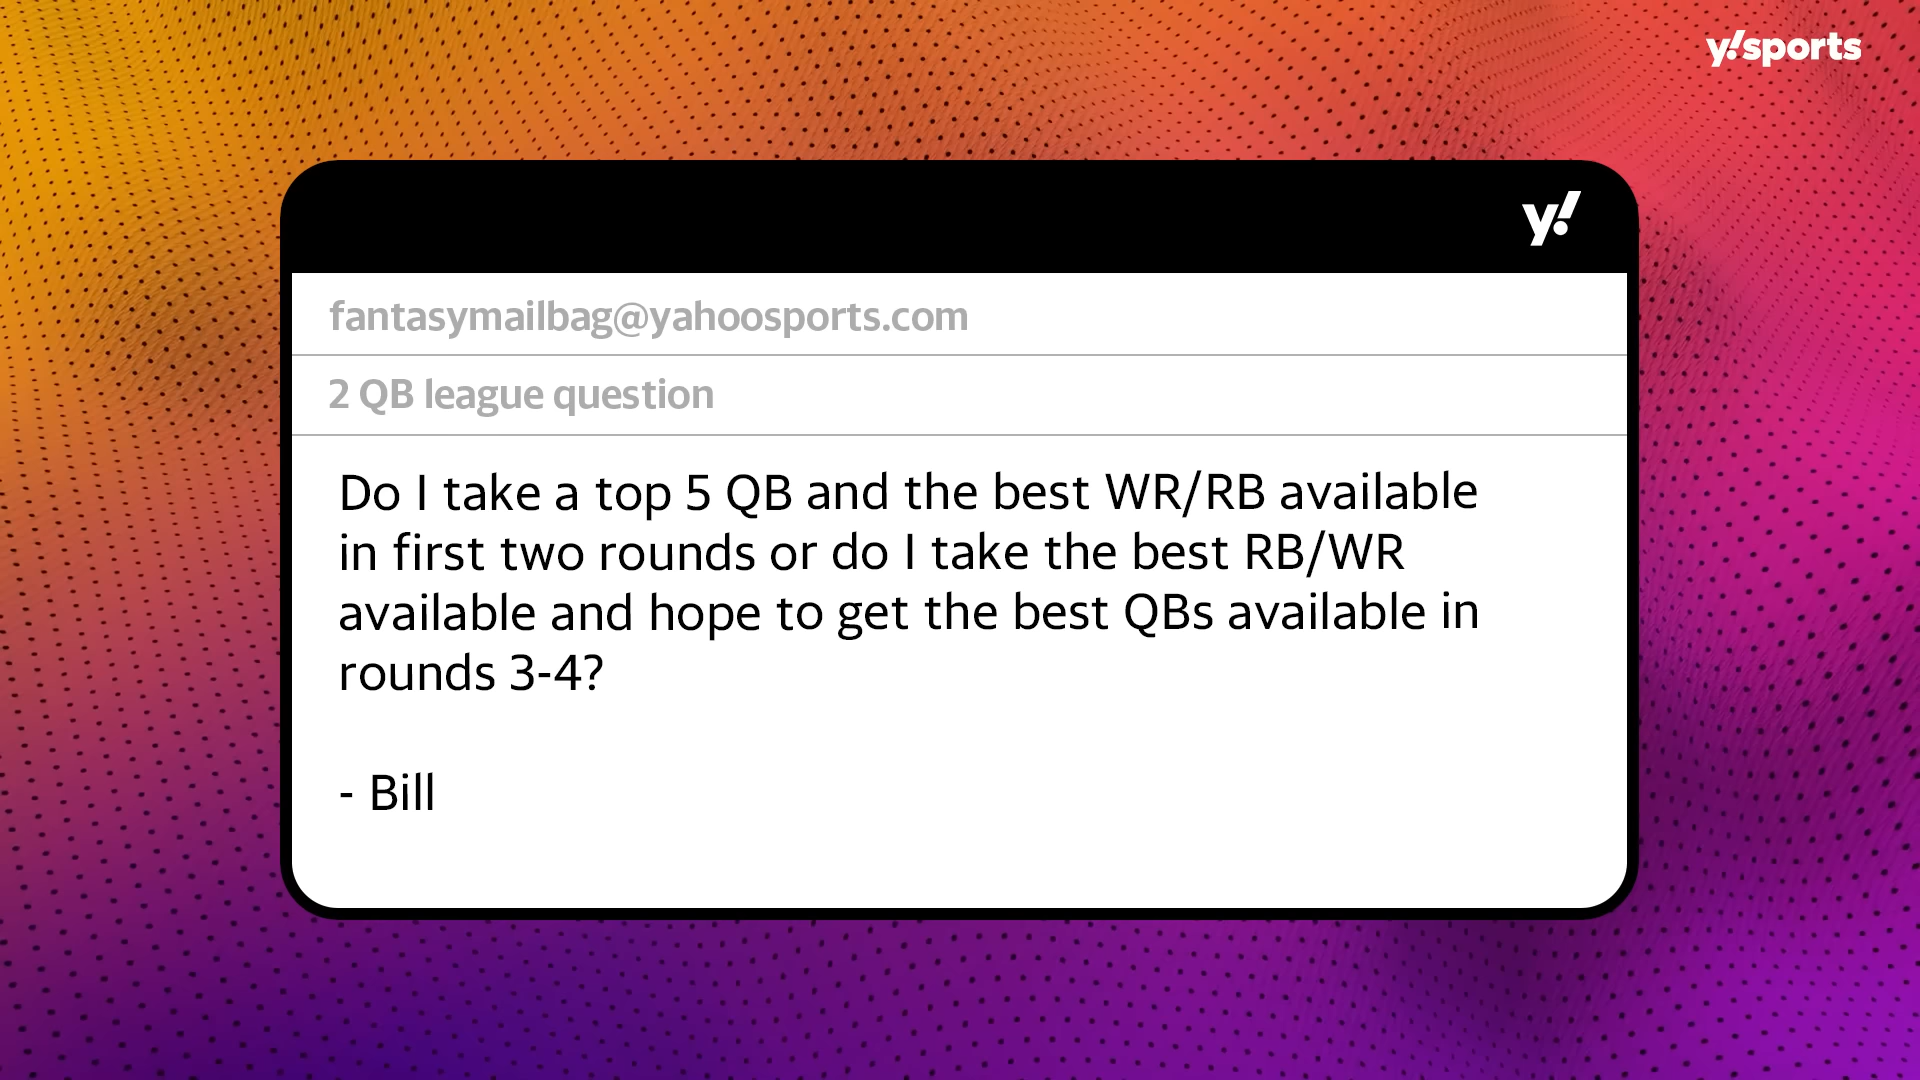 y!sports
y!
fantasymailbag@yahoosports.com
2 QB league question
Do I take a top 5 QB and the best WR/RB available
in first two rounds or do I take the best RB/WR
available and hope to get the best QBs available in
rounds 3-4?
- Bill